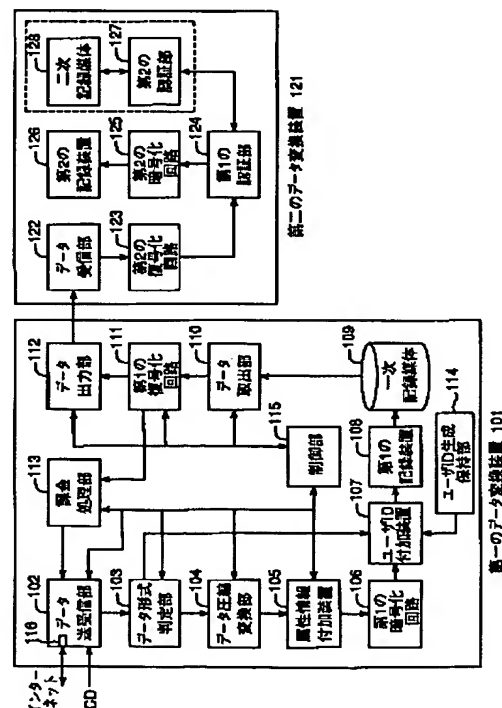 インター
ネット
CD
116
102
データ
送受信部
103
データ形式
判定部
104
データ圧縮
変換部
105
属性情報
付加装置
106
第1の
暗号化
回路
113
課金
処理部
115
制御部
107
ユーザID
付加装置
114
ユーザID生成
保持部
108
第1の
記録装置
109
一次
記録媒体
110
データ
取出部
111
第1の
復号化
回路
112
データ
出力部
第一のデータ変換装置 101
122
データ
受信部
123
第2の
復号化
回路
124
第1の
認証部
125
第2の
暗号化
回路
126
第2の
記録装置
127
第2の
認証部
128
二次
記録媒体
第二のデータ変換装置 121